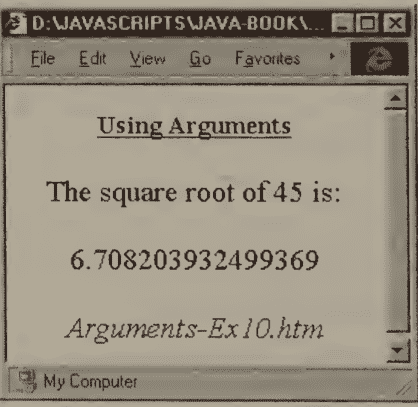 D:\JAVASCRIPTS\JAVA-BOOK\...
File Edit View Go Favorites
Using Arguments
The square root of 45 is:
6.708203932499369
Arguments-Ex10.htm
My Computer